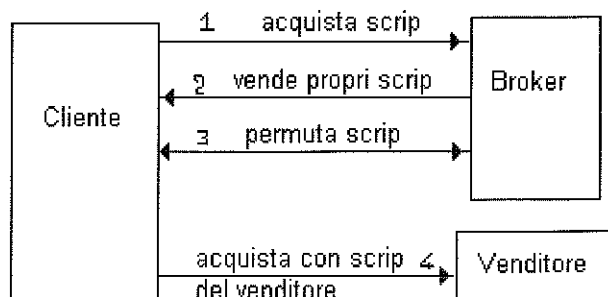 1 acquista scrip
2 vende propri scrip
Broker
Cliente
3 permuta scrip
acquista con scrip 4
del venditore
Venditore